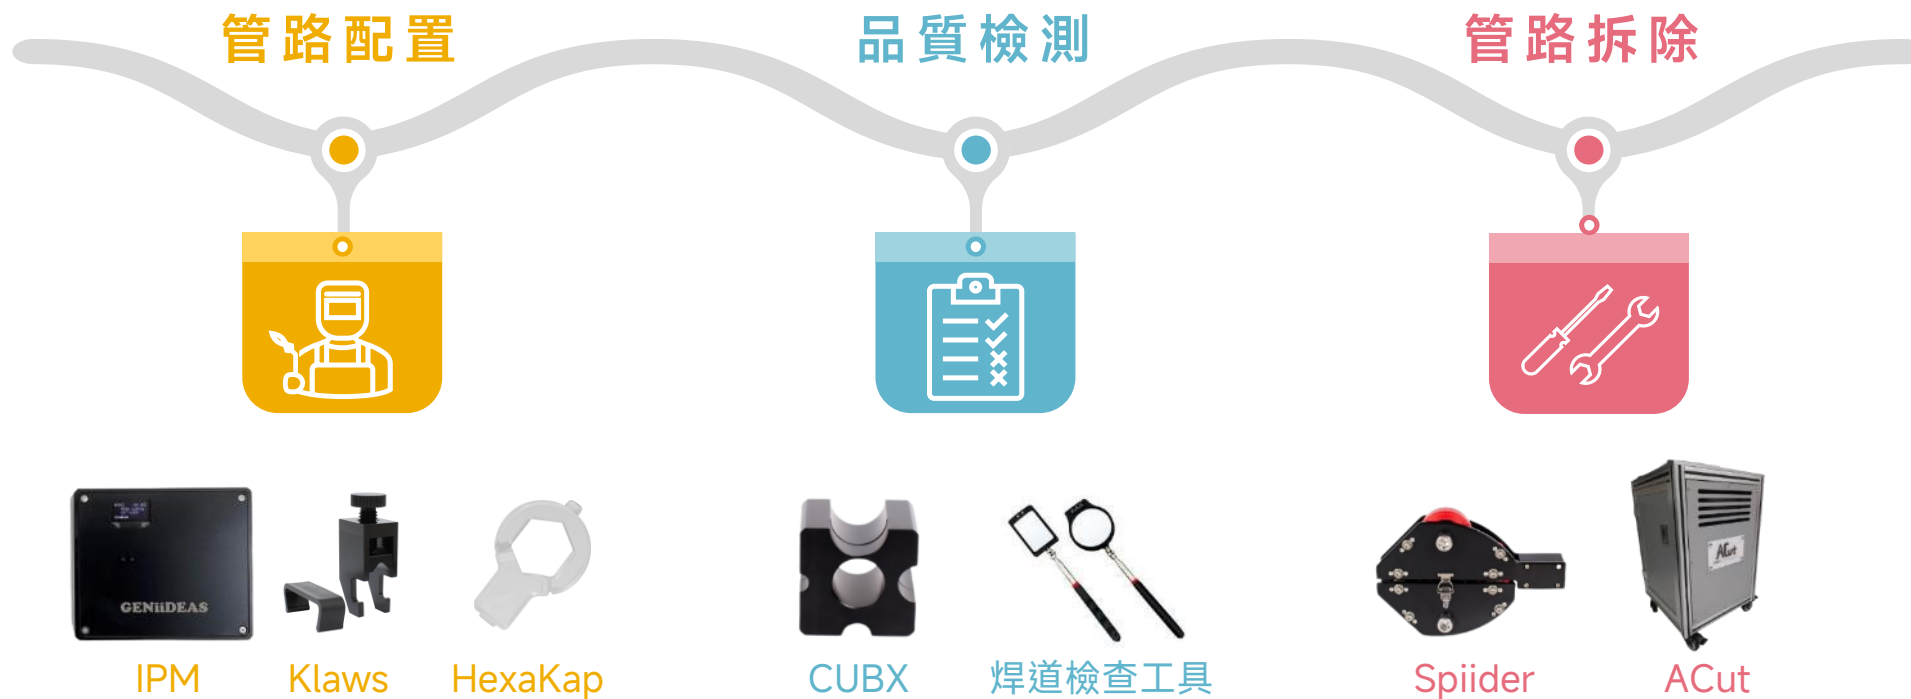 管路配置
品質檢測
管路拆除
GENiiDEAS
ACut
IPM
Klaws
HexaKap
CUBX
焊道檢查工具
Spiider
ACut